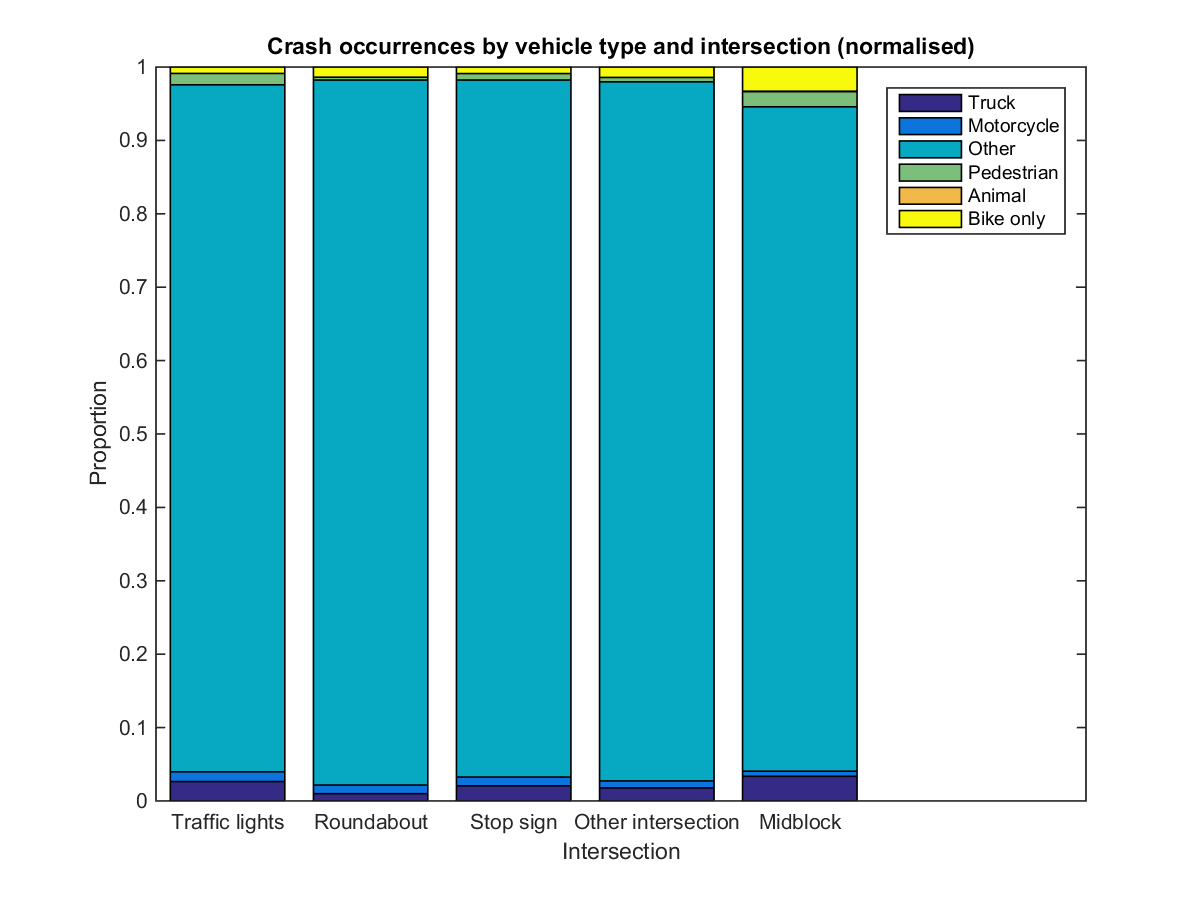 Crash occurrences by vehicle type and intersection (normalised)
1
0.9
0.8
0.7
0.6
0.5
0.4
0.3
0.2
0.1
0
Proportion
Truck
Motorcycle
Other
Pedestrian
Animal
Bike only
Traffic lights
Roundabout
Stop sign
Other intersection
Midblock
Intersection